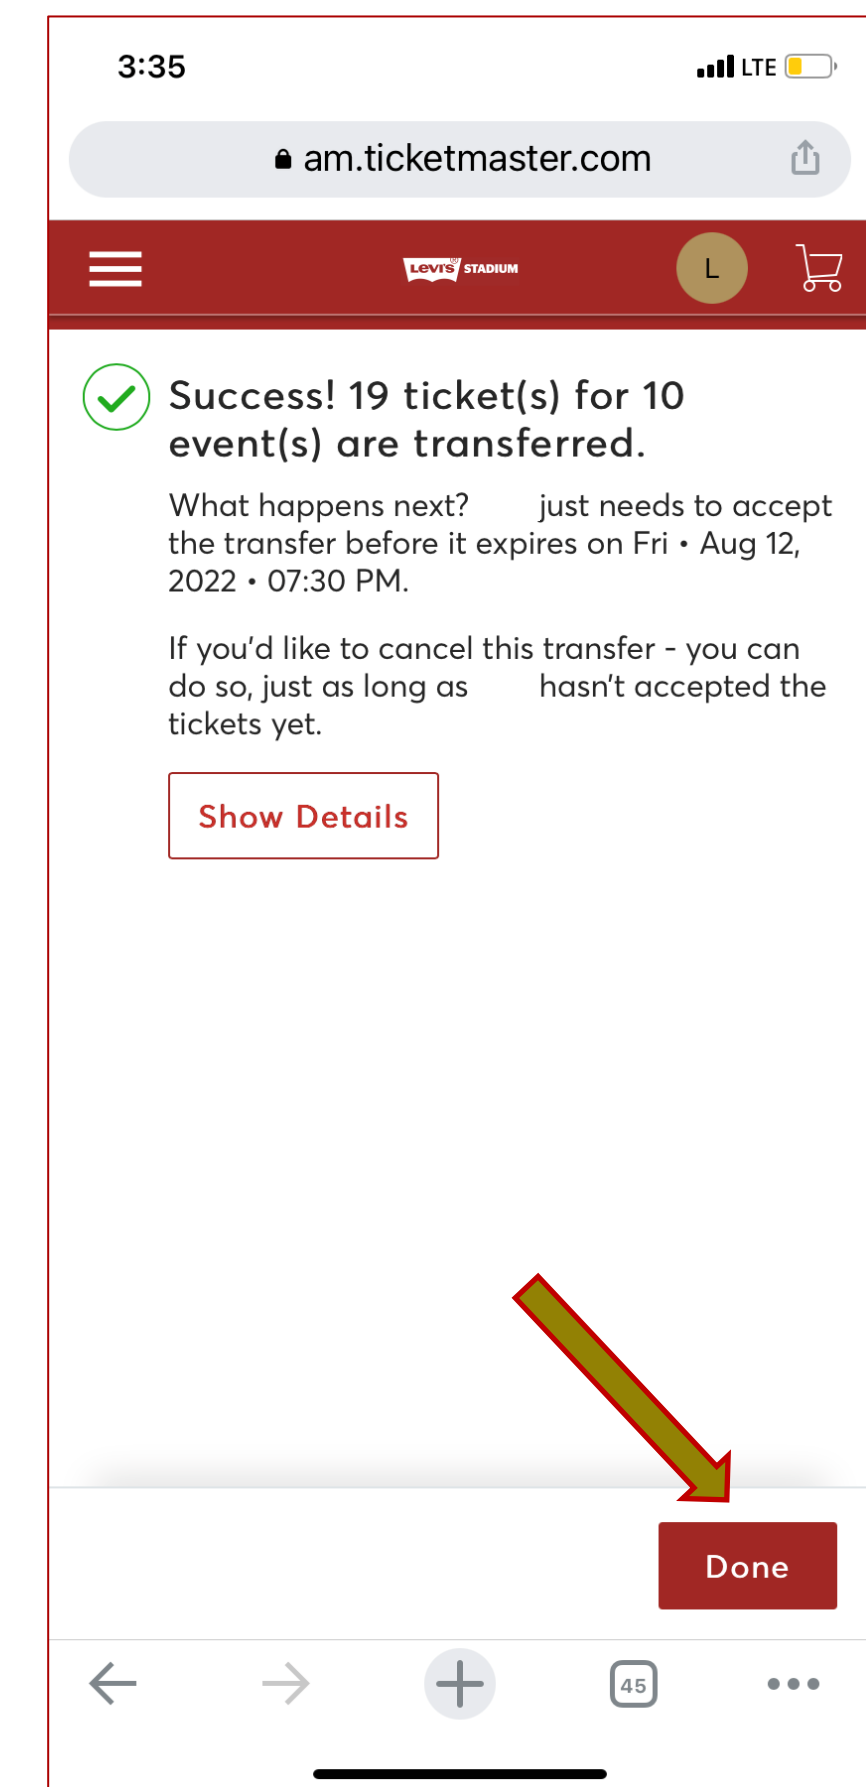 3:35
LTE
am.ticketmaster.com
Levi's® STADIUM
L
Success! 19 ticket(s) for 10
event(s) are transferred.
What happens next? just needs to accept
the transfer before it expires on Fri • Aug 12,
2022 • 07:30 PM.
If you'd like to cancel this transfer - you can
do so, just as long as hasn't accepted the
tickets yet.
Show Details
Done
45